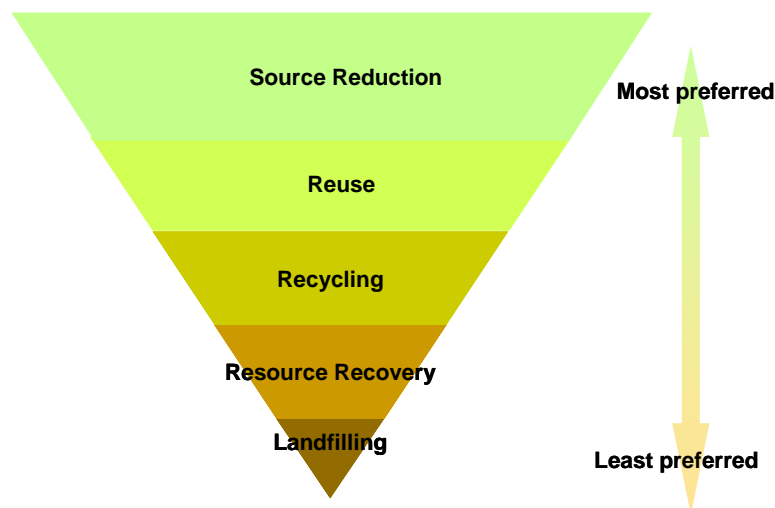 Source Reduction
Most preferred
Reuse
Recycling
Resource Recovery
Landfilling
Least preferred